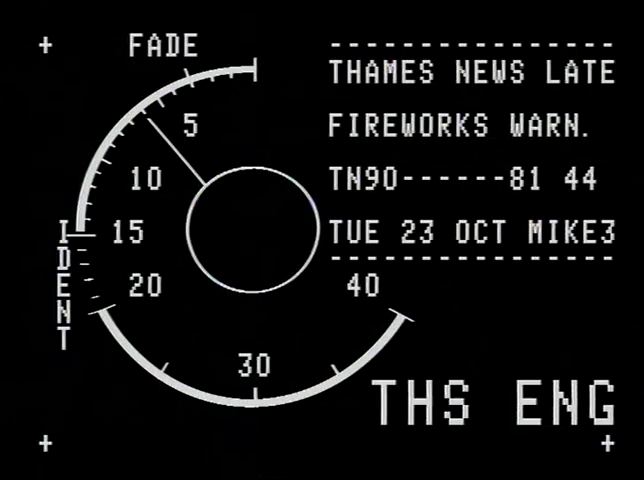 FADE
----------------
THAMES NEWS LATE
5
FIREWORKS WARN.
10
TN90------81 44
IDENT
15
TUE 23 OCT MIKE3
----------------
20
40
30
THS ENG